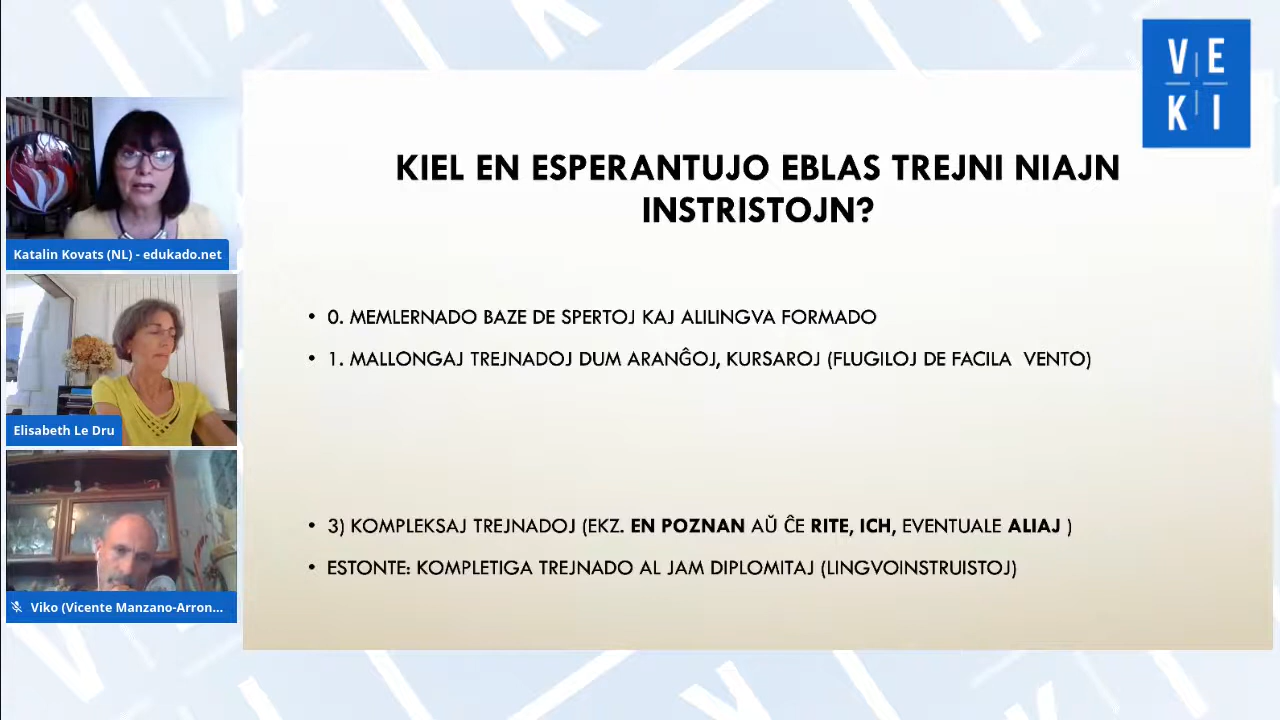 VE
KI
KIEL EN ESPERANTUJO EBLAS TREJNI NIAJN
INSTRISTOJN?
• 0. MEMLERNADO BAZE DE SPERTOJ KAJ ALILINGVA FORMADO
• 1. MALLONGAJ TREJNADOJ DUM ARANĜOJ, KURSAROJ (FLUGILOJ DE FACILA VENTO)
• 3) KOMPLEKSAJ TREJNADOJ (EKZ. EN POZNAN AŬ ĈE RITE, ICH, EVENTUALE ALIAJ )
• ESTONTE: KOMPLETIGA TREJNADO AL JAM DIPLOMITAJ (LINGVOINSTRUISTOJ)
Katalin Kovats (NL) - edukado.net
Elisabeth Le Dru
Viko (Vicente Manzano-Arron...